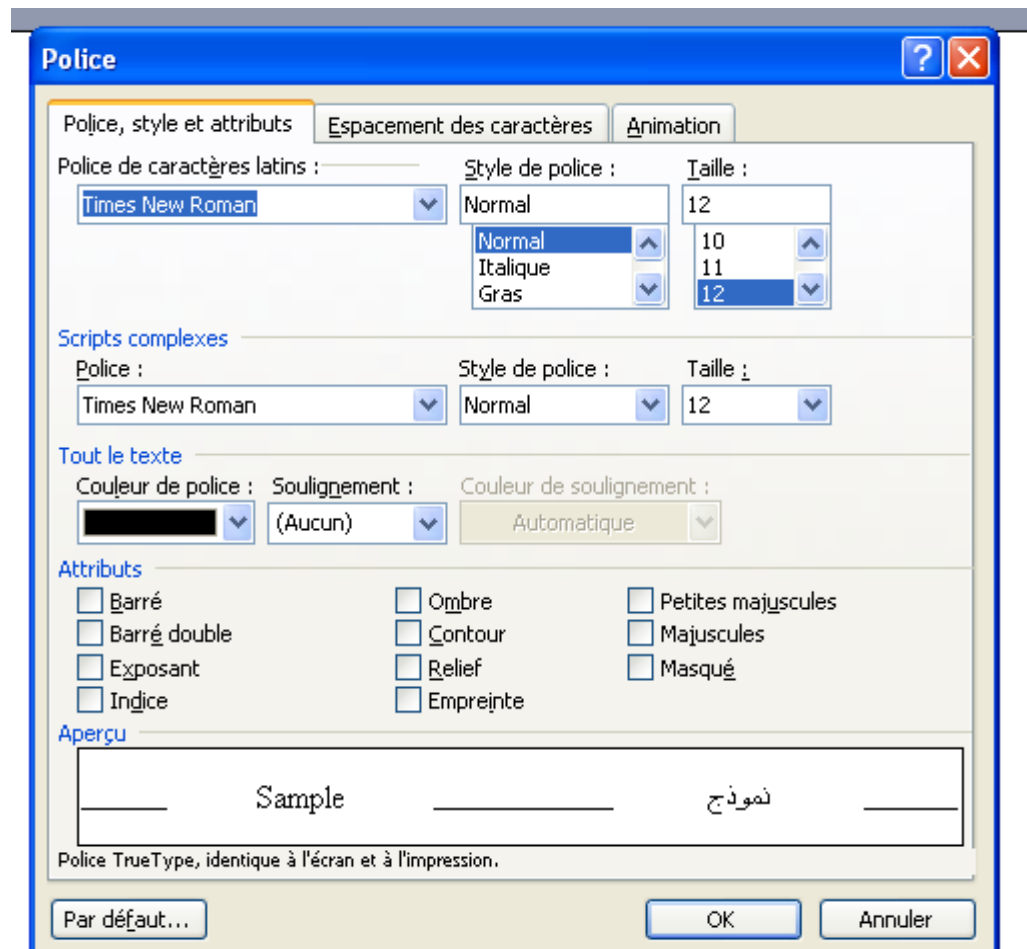 Police
Police, style et attributs Espacement des caractères Animation
Police de caractères latins : Style de police : Taille :
Times New Roman Normal 12
Normal 10
Italique 11
Gras 12
Scripts complexes
Police : Style de police : Taille :
Times New Roman Normal 12
Tout le texte
Couleur de police : Soulignement : Couleur de soulignement :
(Aucun) Automatique
Attributs
Barré Ombre Petites majuscules
Barré double Contour Majuscules
Exposant Relief Masqué
Indice Empreinte
Aperçu
Sample نموذج
Police TrueType, identique à l'écran et à l'impression.
Par défaut... OK Annuler